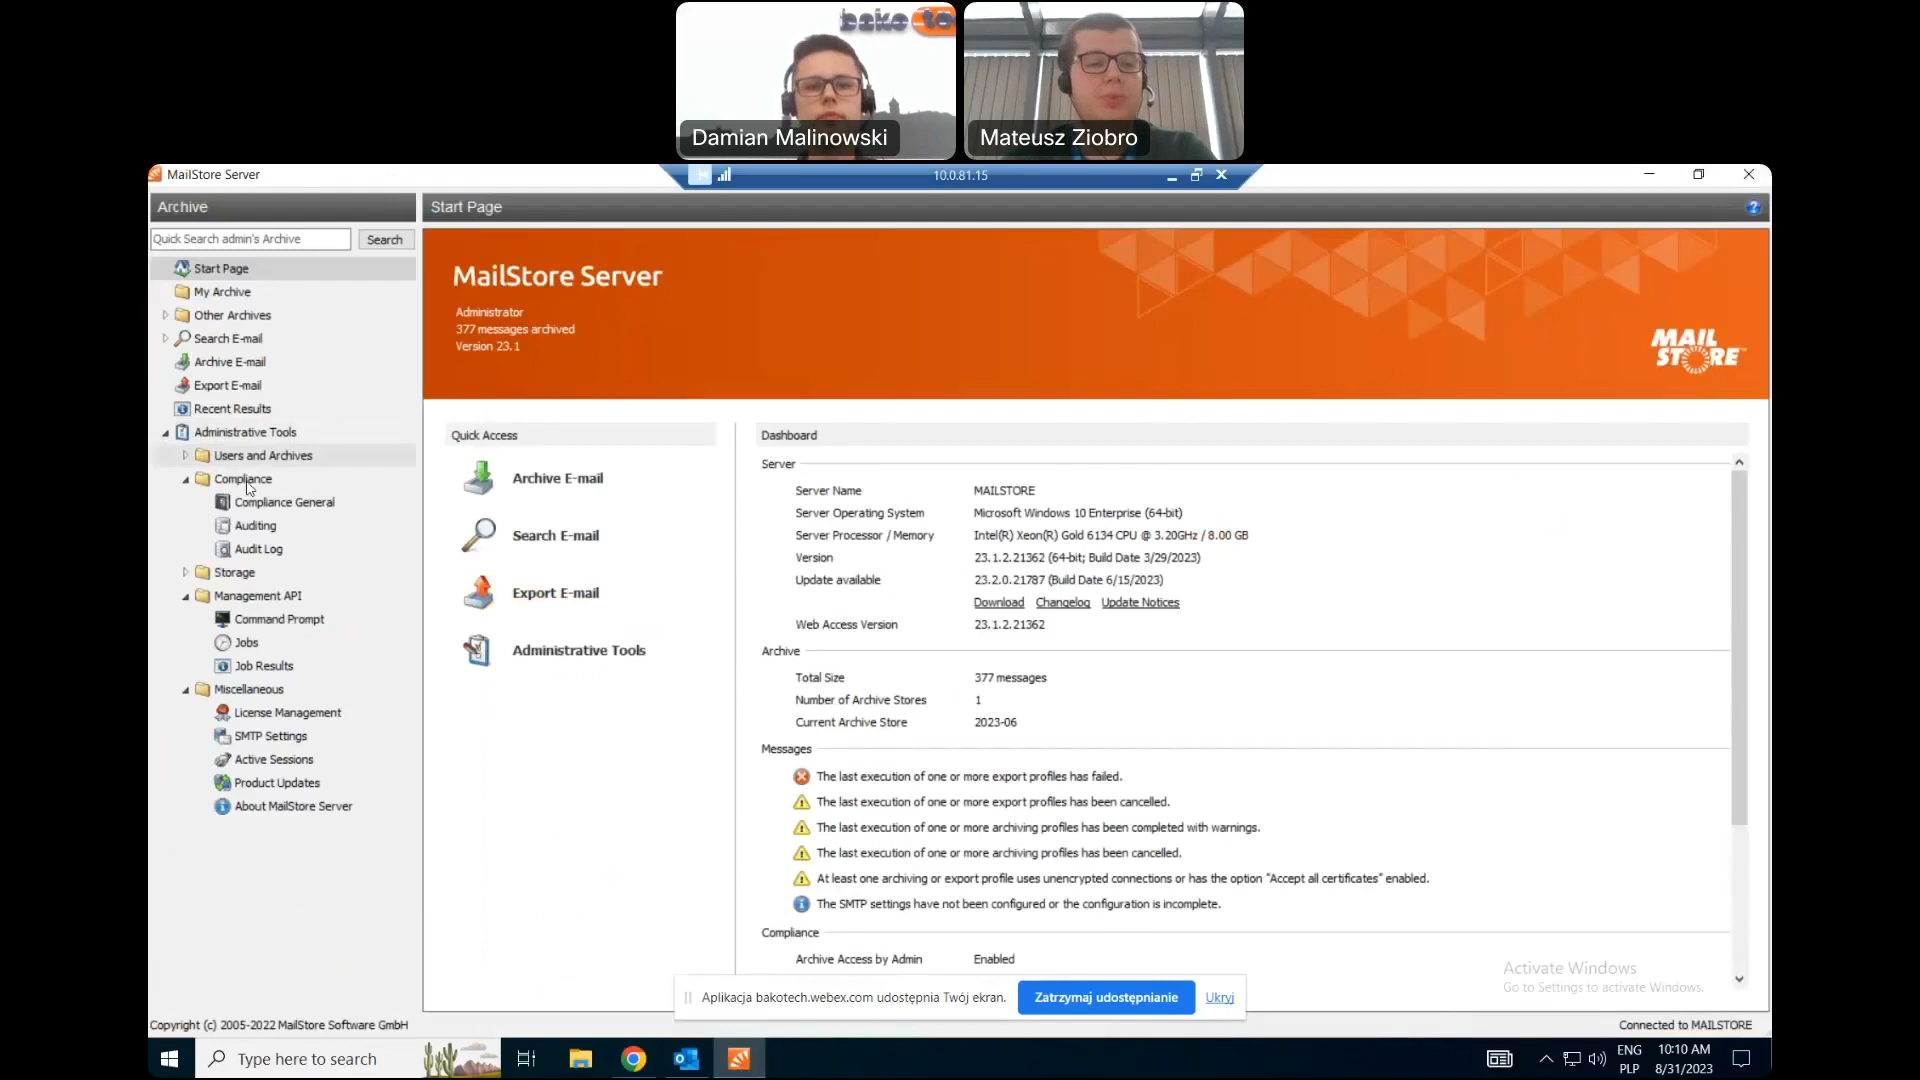 bako
Damian Malinowski
Mateusz Ziobro
MailStore Server
10.0.81.15
Archive
Start Page
Quick Search admin's Archive
Search
Start Page
My Archive
Other Archives
Search E-mail
Archive E-mail
Export E-mail
Recent Results
Administrative Tools
Users and Archives
Compliance
Compliance General
Auditing
Audit Log
Storage
Management API
Command Prompt
Jobs
Job Results
Miscellaneous
License Management
SMTP Settings
Active Sessions
Product Updates
About MailStore Server
MailStore Server
Administrator
377 messages archived
Version 23.1
MAIL
STORE
Quick Access
Archive E-mail
Search E-mail
Export E-mail
Administrative Tools
Dashboard
Server
Server Name MAILSTORE
Server Operating System Microsoft Windows 10 Enterprise (64-bit)
Server Processor / Memory Intel(R) Xeon(R) Gold 6134 CPU @ 3.20GHz / 8.00 GB
Version 23.1.2.21362 (64-bit; Build Date 3/29/2023)
Update available 23.2.0.21787 (Build Date 6/15/2023)
Download Changelog Update Notices
Web Access Version 23.1.2.21362
Archive
Total Size 377 messages
Number of Archive Stores 1
Current Archive Store 2023-06
Messages
The last execution of one or more export profiles has failed.
The last execution of one or more export profiles has been cancelled.
The last execution of one or more archiving profiles has been completed with warnings.
The last execution of one or more archiving profiles has been cancelled.
At least one archiving or export profile uses unencrypted connections or has the option "Accept all certificates" enabled.
The SMTP settings have not been configured or the configuration is incomplete.
Compliance
Archive Access by Admin Enabled
Activate Windows
Go to Settings to activate Windows.
Aplikacja bakotech.webex.com udostępnia Twój ekran.
Zatrzymaj udostępnianie
Ukryj
Copyright (c) 2005-2022 MailStore Software GmbH
Connected to MAILSTORE
Type here to search
ENG
PLP
10:10 AM
8/31/2023